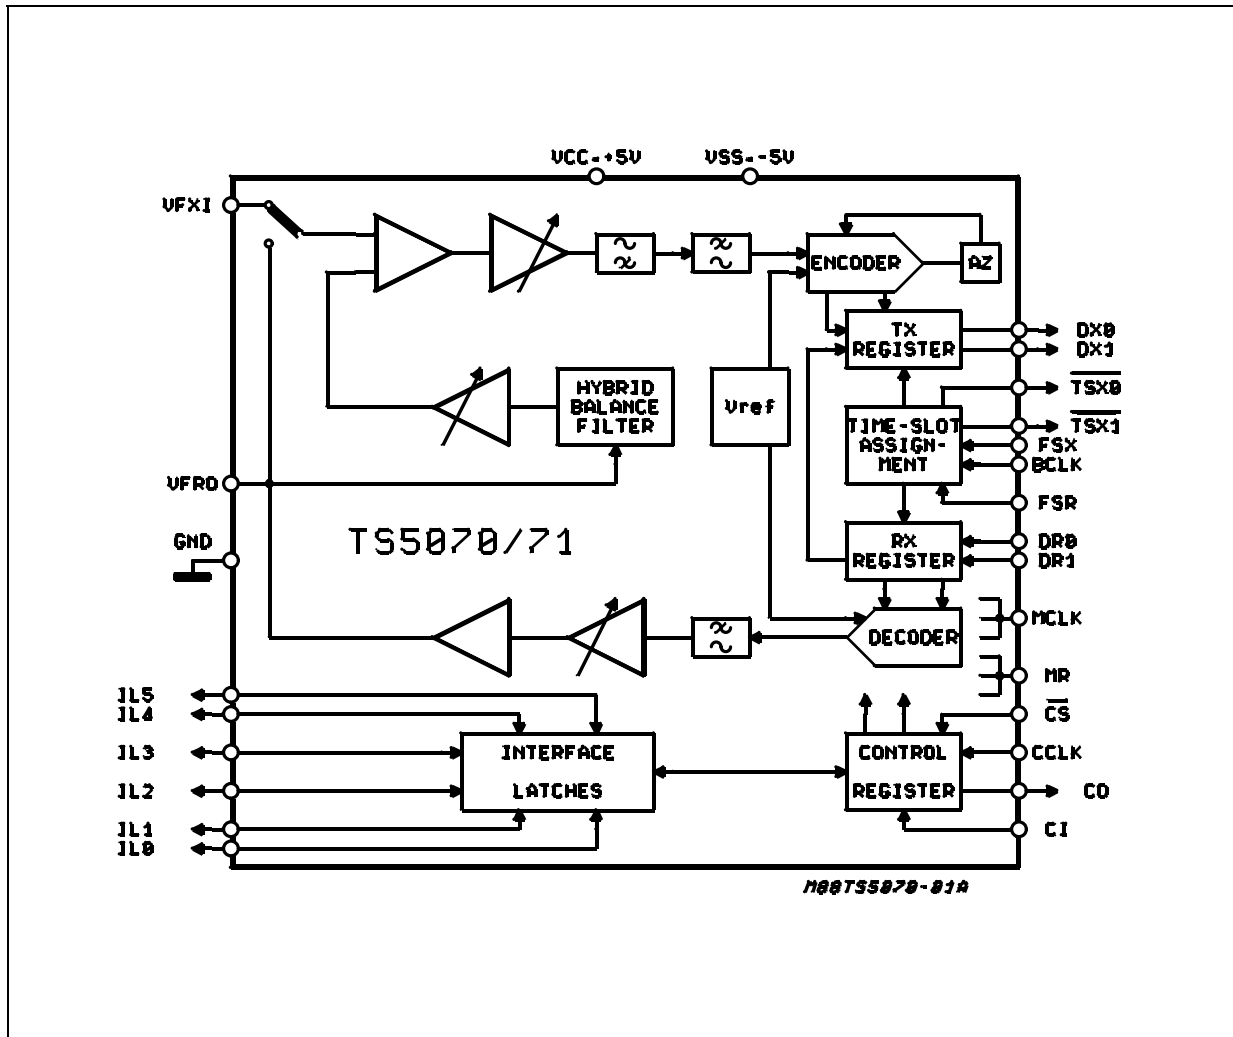 VCC=+5V
VSS=-5V
VFXI
ENCODER
AZ
TX
REGISTER
DX0
DX1
HYBRID
BALANCE
FILTER
Vref
TSX0
TIME-SLOT
ASSIGN-
MENT
TSX1
FSX
BCLK
VFRO
FSR
GND
TS5070/71
RX
REGISTER
DR0
DR1
DECODER
MCLK
MR
IL5
IL4
IL3
IL2
IL1
IL0
INTERFACE
LATCHES
CONTROL
REGISTER
CS
CCLK
CO
CI
M88TS5070-01A